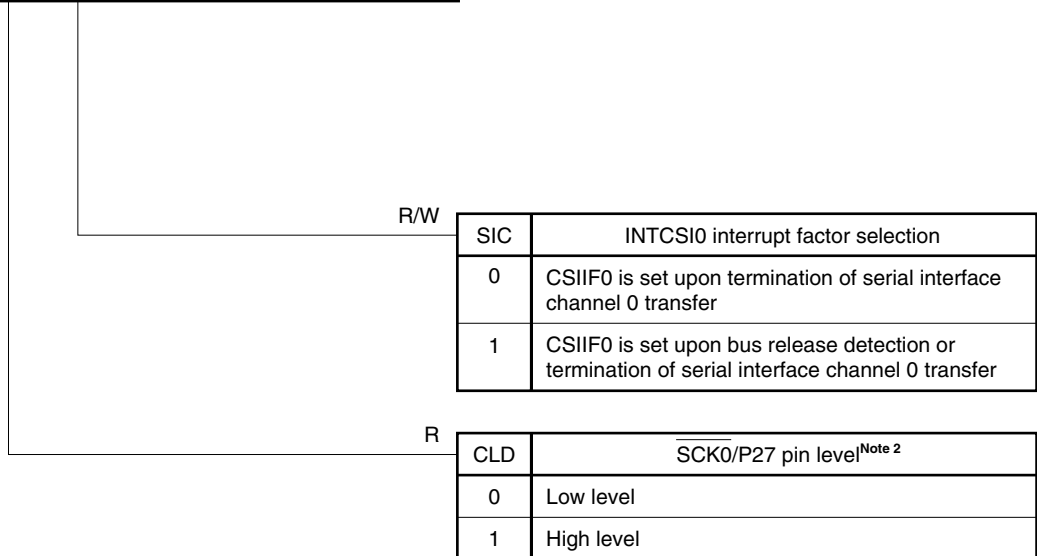 R/W
SIC INTCSI0 interrupt factor selection
0 CSIIF0 is set upon termination of serial interface
channel 0 transfer
1 CSIIF0 is set upon bus release detection or
termination of serial interface channel 0 transfer
R
CLD SCK0/P27 pin levelNote 2
0 Low level
1 High level